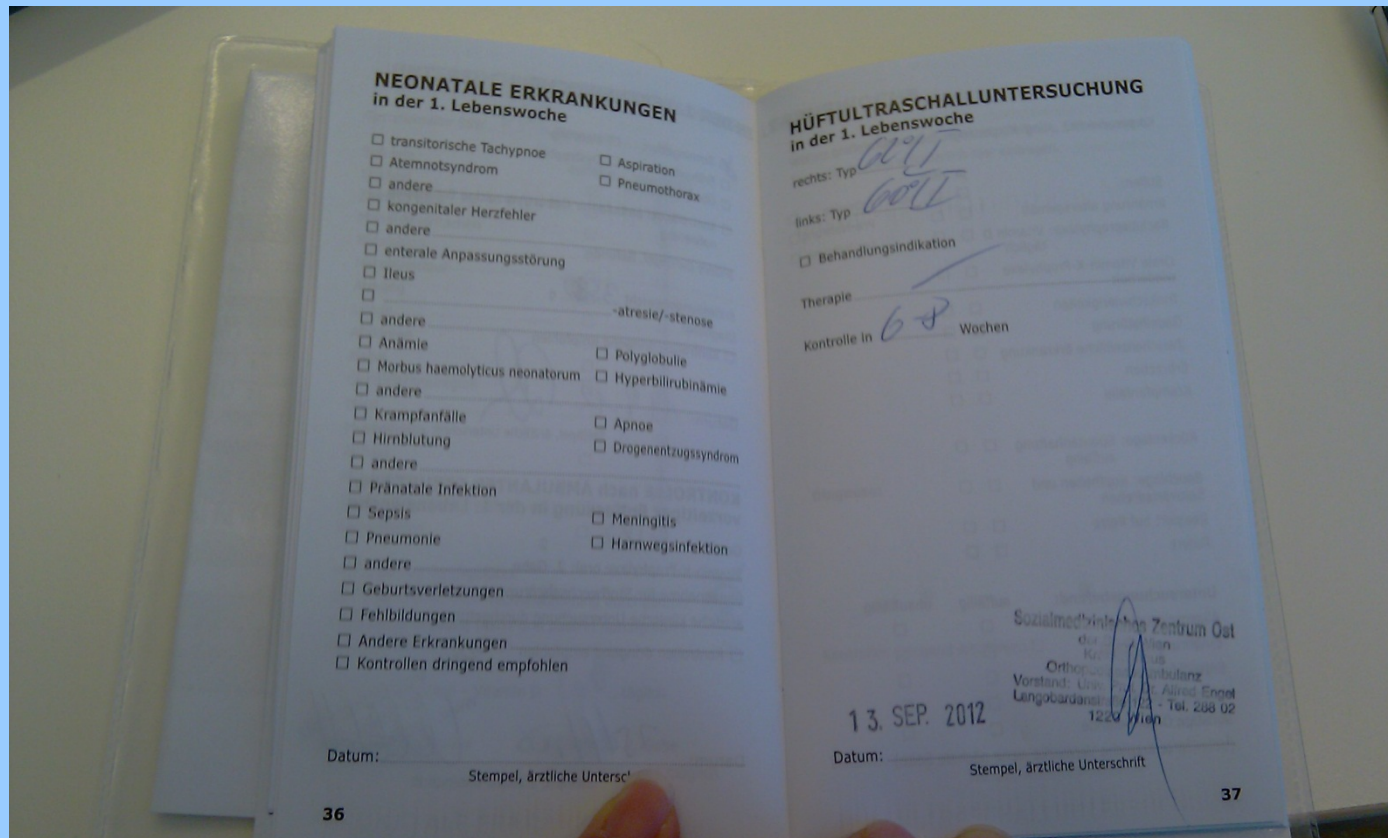 NEONATALE ERKRANKUNGEN
in der 1. Lebenswoche
☐ transitorische Tachypnoe ☐ Aspiration
☐ Atemnotsyndrom ☐ Pneumothorax
☐ andere
☐ kongenitaler Herzfehler
☐ andere
☐ enterale Anpassungsstörung
☐ Ileus
☐ -atresie/-stenose
☐ andere
☐ Anämie ☐ Polyglobulie
☐ Morbus haemolyticus neonatorum ☐ Hyperbilirubinämie
☐ andere
☐ Krampfanfälle ☐ Apnoe
☐ Hirnblutung ☐ Drogenentzugssyndrom
☐ andere
☐ Pränatale Infektion
☐ Sepsis ☐ Meningitis
☐ Pneumonie ☐ Harnwegsinfektion
☐ andere
☐ Geburtsverletzungen
☐ Fehlbildungen
☐ Andere Erkrankungen
☐ Kontrollen dringend empfohlen
Datum:
Stempel, ärztliche
36
HÜFTULTRASCHALLUNTERSUCHUNG
in der 1. Lebenswoche
rechts: Typ
links: Typ
☐ Behandlungsindikation
Therapie
Kontrolle in 6-8 Wochen
Zentrum Ost
Vorstand: Alfred Engel
- Tel. 288 02
13. SEP. 2012
1220 Wien
Datum:
Stempel, ärztliche Unterschrift
37